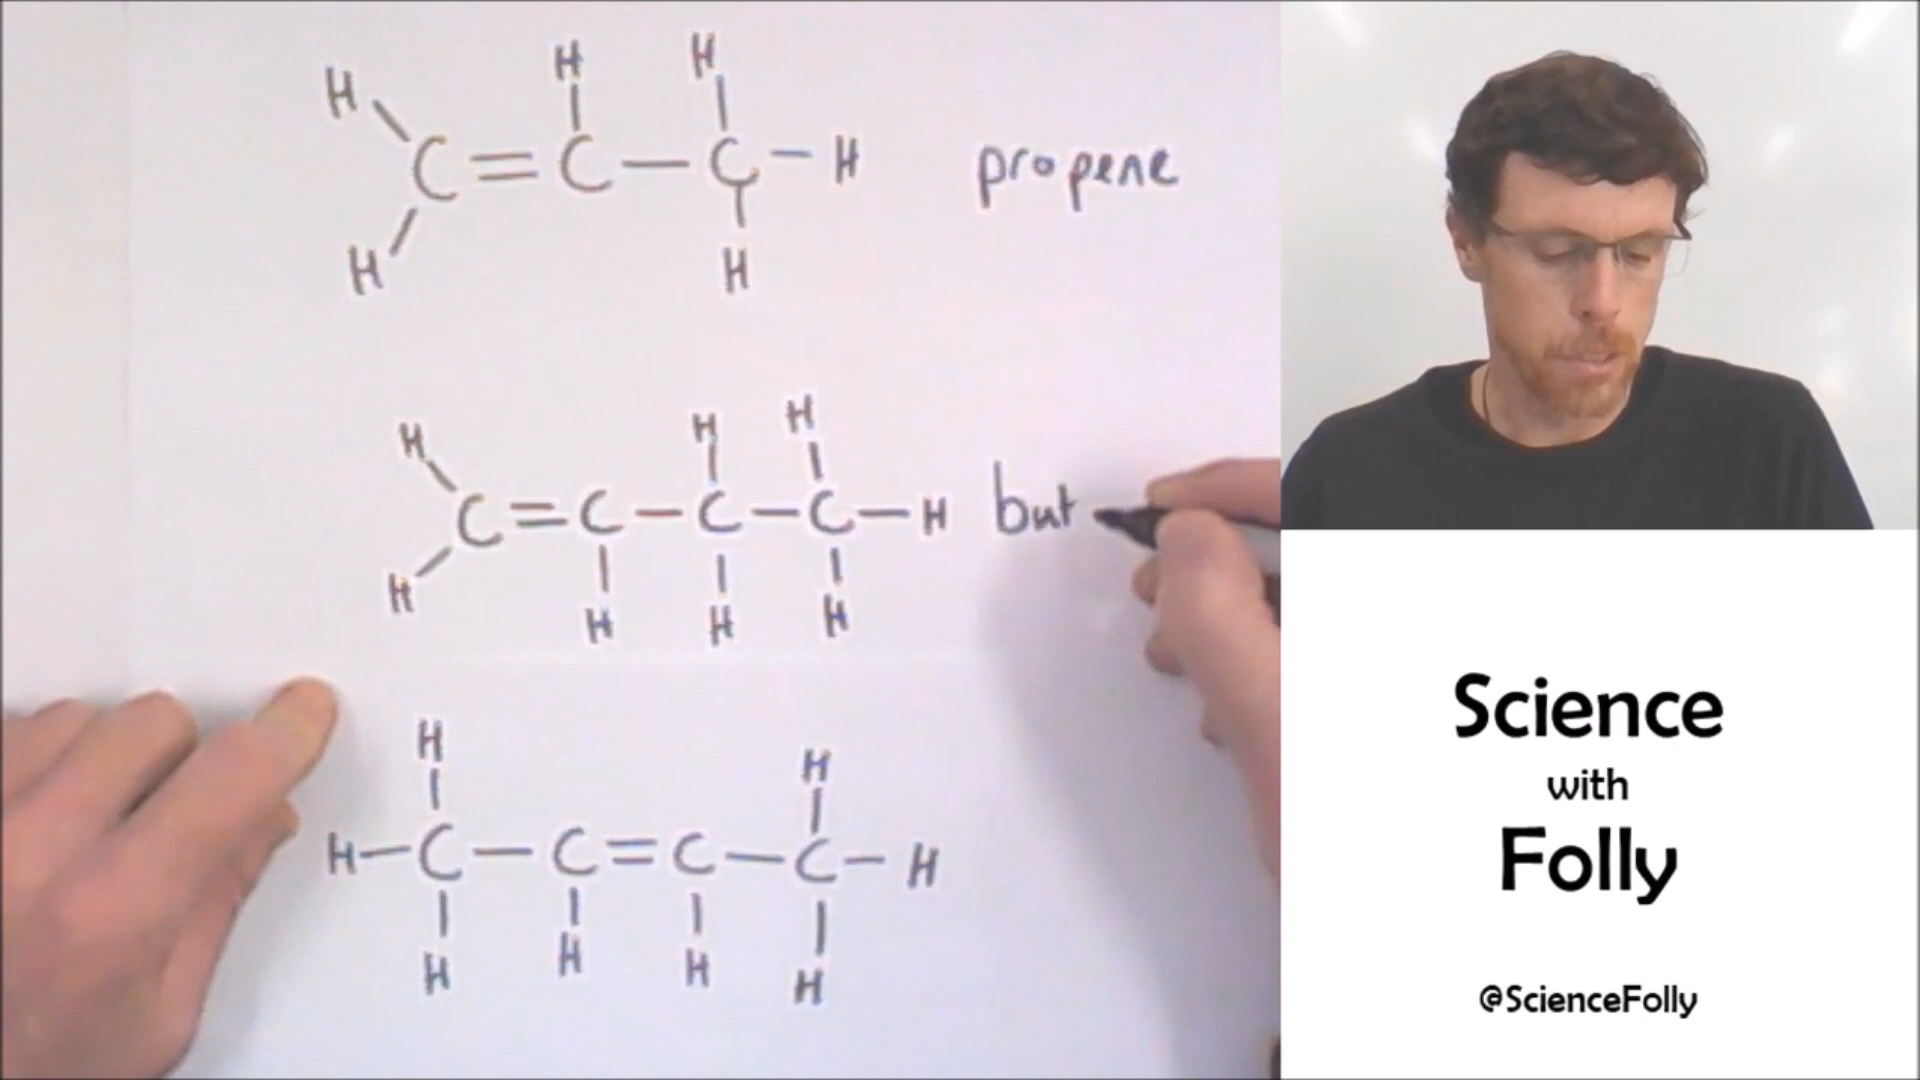 H H H
C = C - C - H propene
H H
H H H
C = C - C - C - H but
H H H H
H H
H - C - C = C - C - H
H H H H
Science
with
Folly
@ScienceFolly